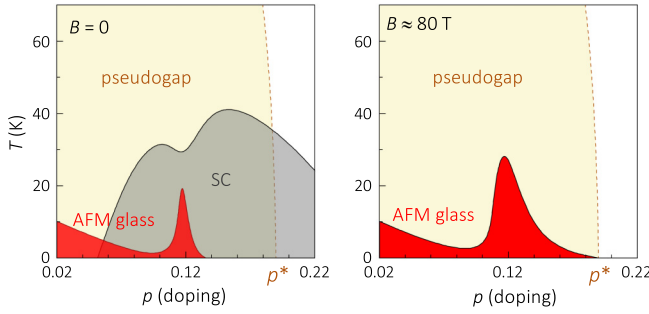 B = 0
pseudogap
SC
AFM glass
T (K)
60
40
20
0
0.02
0.12
p*
0.22
p (doping)
B ≈ 80 T
pseudogap
AFM glass
60
40
20
0
0.02
0.12
p*
0.22
p (doping)